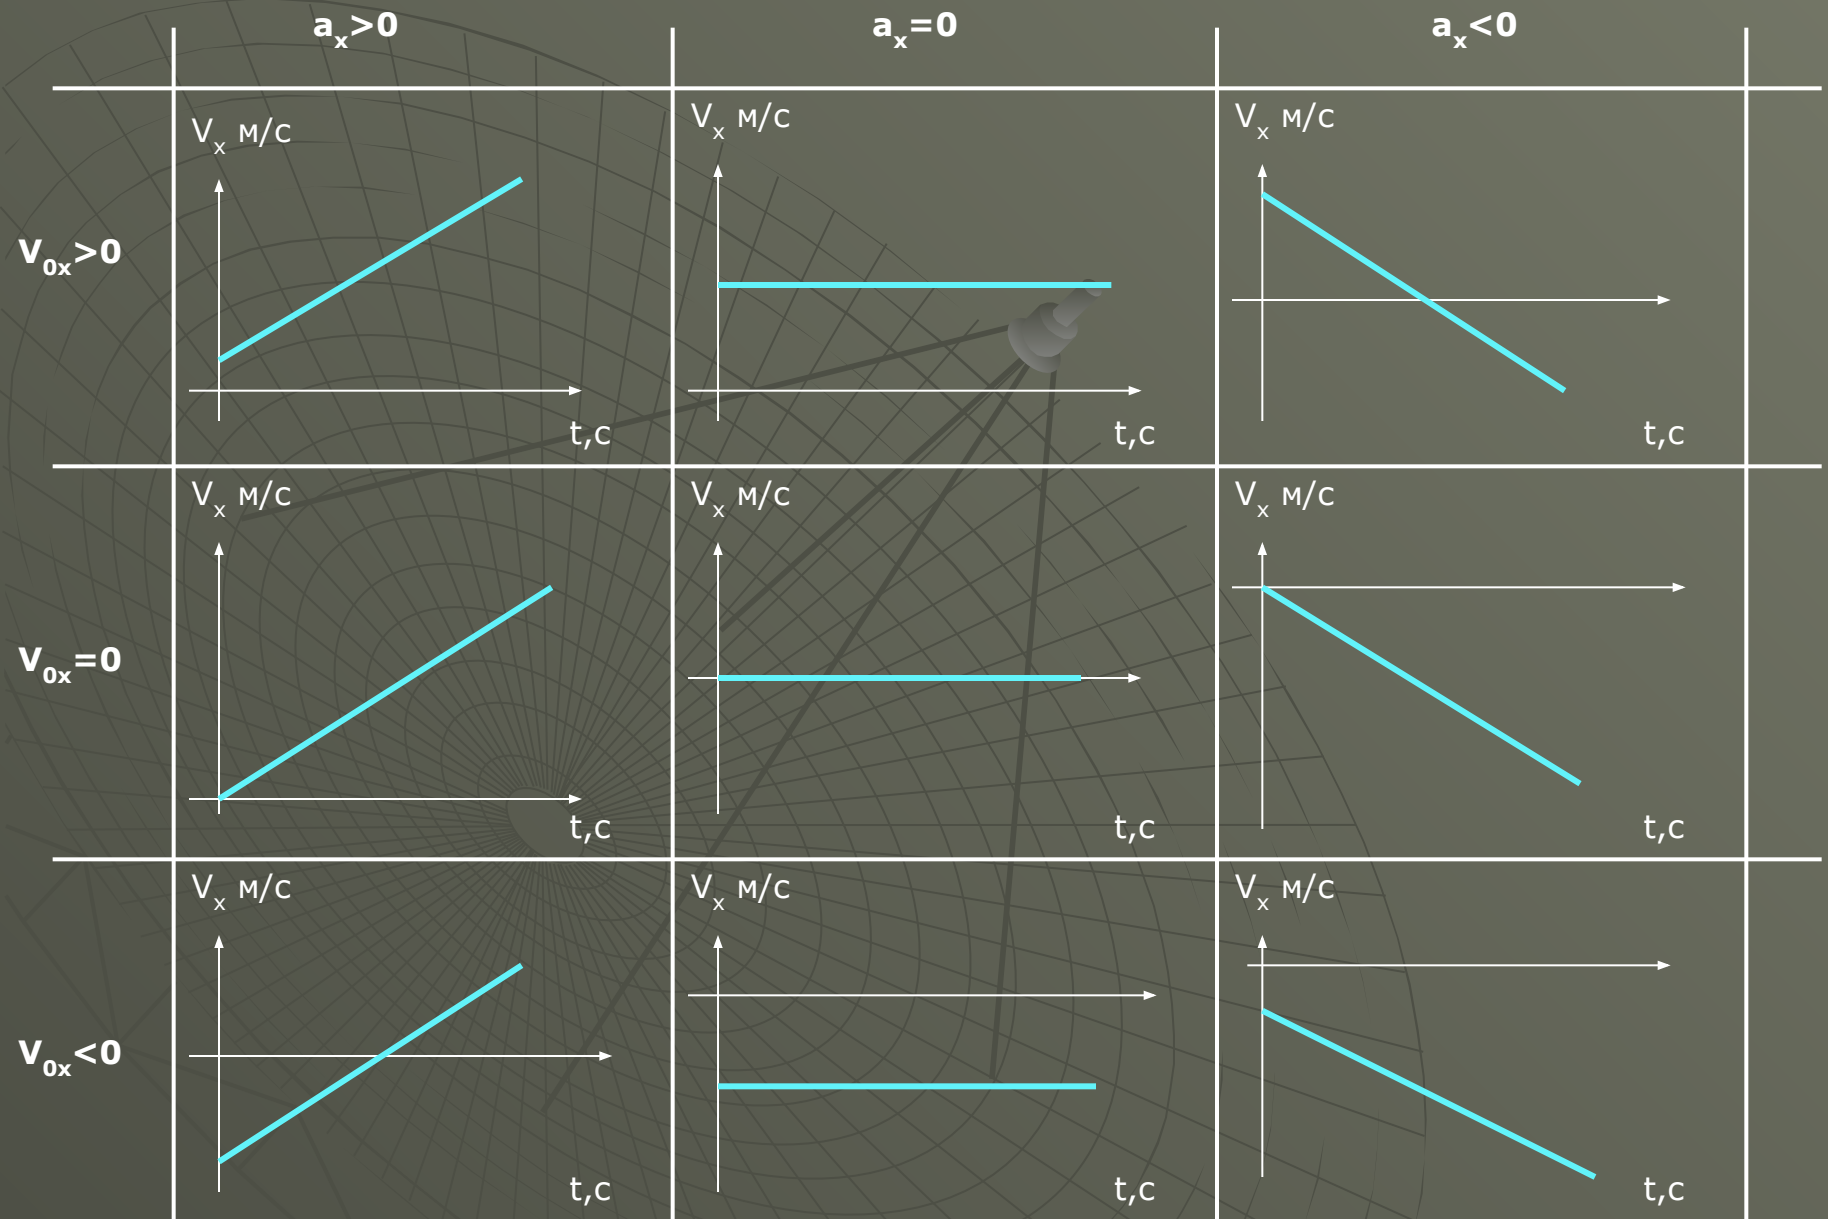 aₓ>0 aₓ=0 aₓ<0
Vₓ м/с Vₓ м/с Vₓ м/с
V₀ₓ>0
t,c t,c t,c
Vₓ м/с Vₓ м/с Vₓ м/с
V₀ₓ=0
t,c t,c t,c
Vₓ м/с Vₓ м/с Vₓ м/с
V₀ₓ<0
t,c t,c t,c